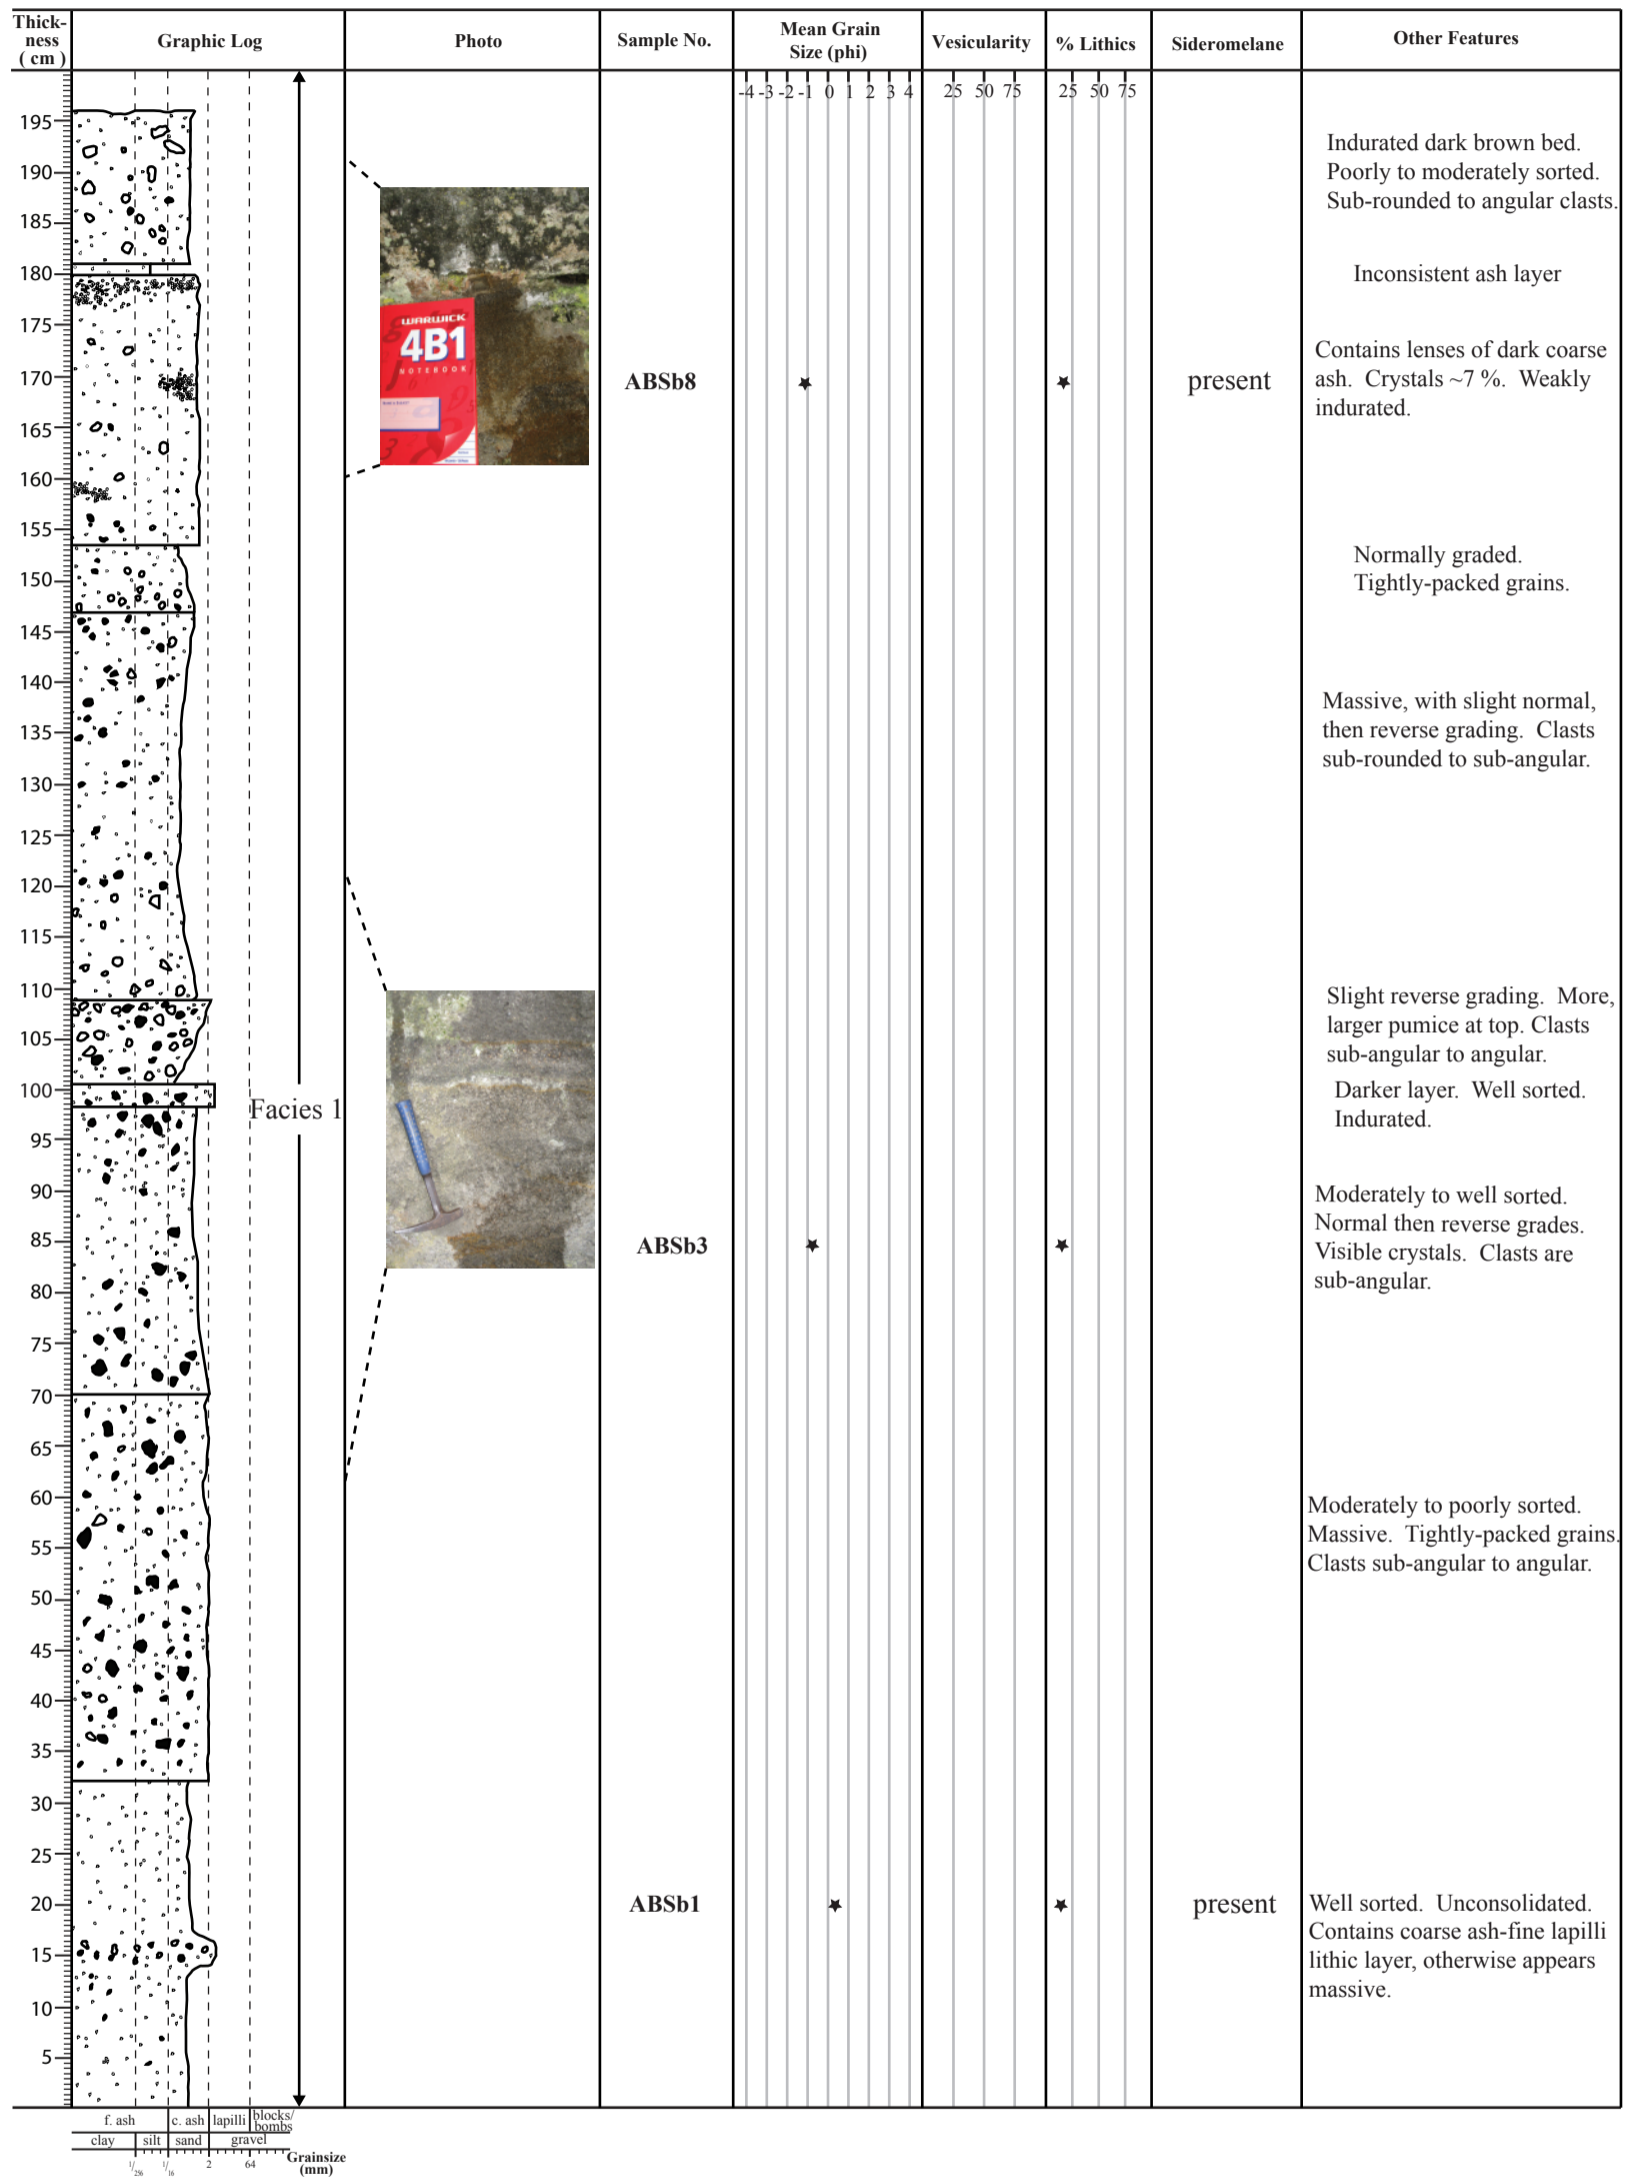 Thick-
ness
( cm )
Graphic Log
Photo
Sample No.
Mean Grain
Size (phi)
Vesicularity
% Lithics
Sideromelane
Other Features
-4 -3 -2 -1 0 1 2 3 4
25 50 75
25 50 75
195
190
185
180
175
170
165
160
155
150
145
140
135
130
125
120
115
110
105
100
95
90
85
80
75
70
65
60
55
50
45
40
35
30
25
20
15
10
5
Facies 1
WARWICK
4B1
NOTEBOOK
ABSb8
present
ABSb3
ABSb1
present
Indurated dark brown bed.
Poorly to moderately sorted.
Sub-rounded to angular clasts.
Inconsistent ash layer
Contains lenses of dark coarse
ash. Crystals ~7 %. Weakly
indurated.
Normally graded.
Tightly-packed grains.
Massive, with slight normal,
then reverse grading. Clasts
sub-rounded to sub-angular.
Slight reverse grading. More,
larger pumice at top. Clasts
sub-angular to angular.
Darker layer. Well sorted.
Indurated.
Moderately to well sorted.
Normal then reverse grades.
Visible crystals. Clasts are
sub-angular.
Moderately to poorly sorted.
Massive. Tightly-packed grains.
Clasts sub-angular to angular.
Well sorted. Unconsolidated.
Contains coarse ash-fine lapilli
lithic layer, otherwise appears
massive.
f. ash c. ash lapilli blocks/
bombs
clay silt sand gravel
1/256 1/16 2 64
Grainsize
(mm)